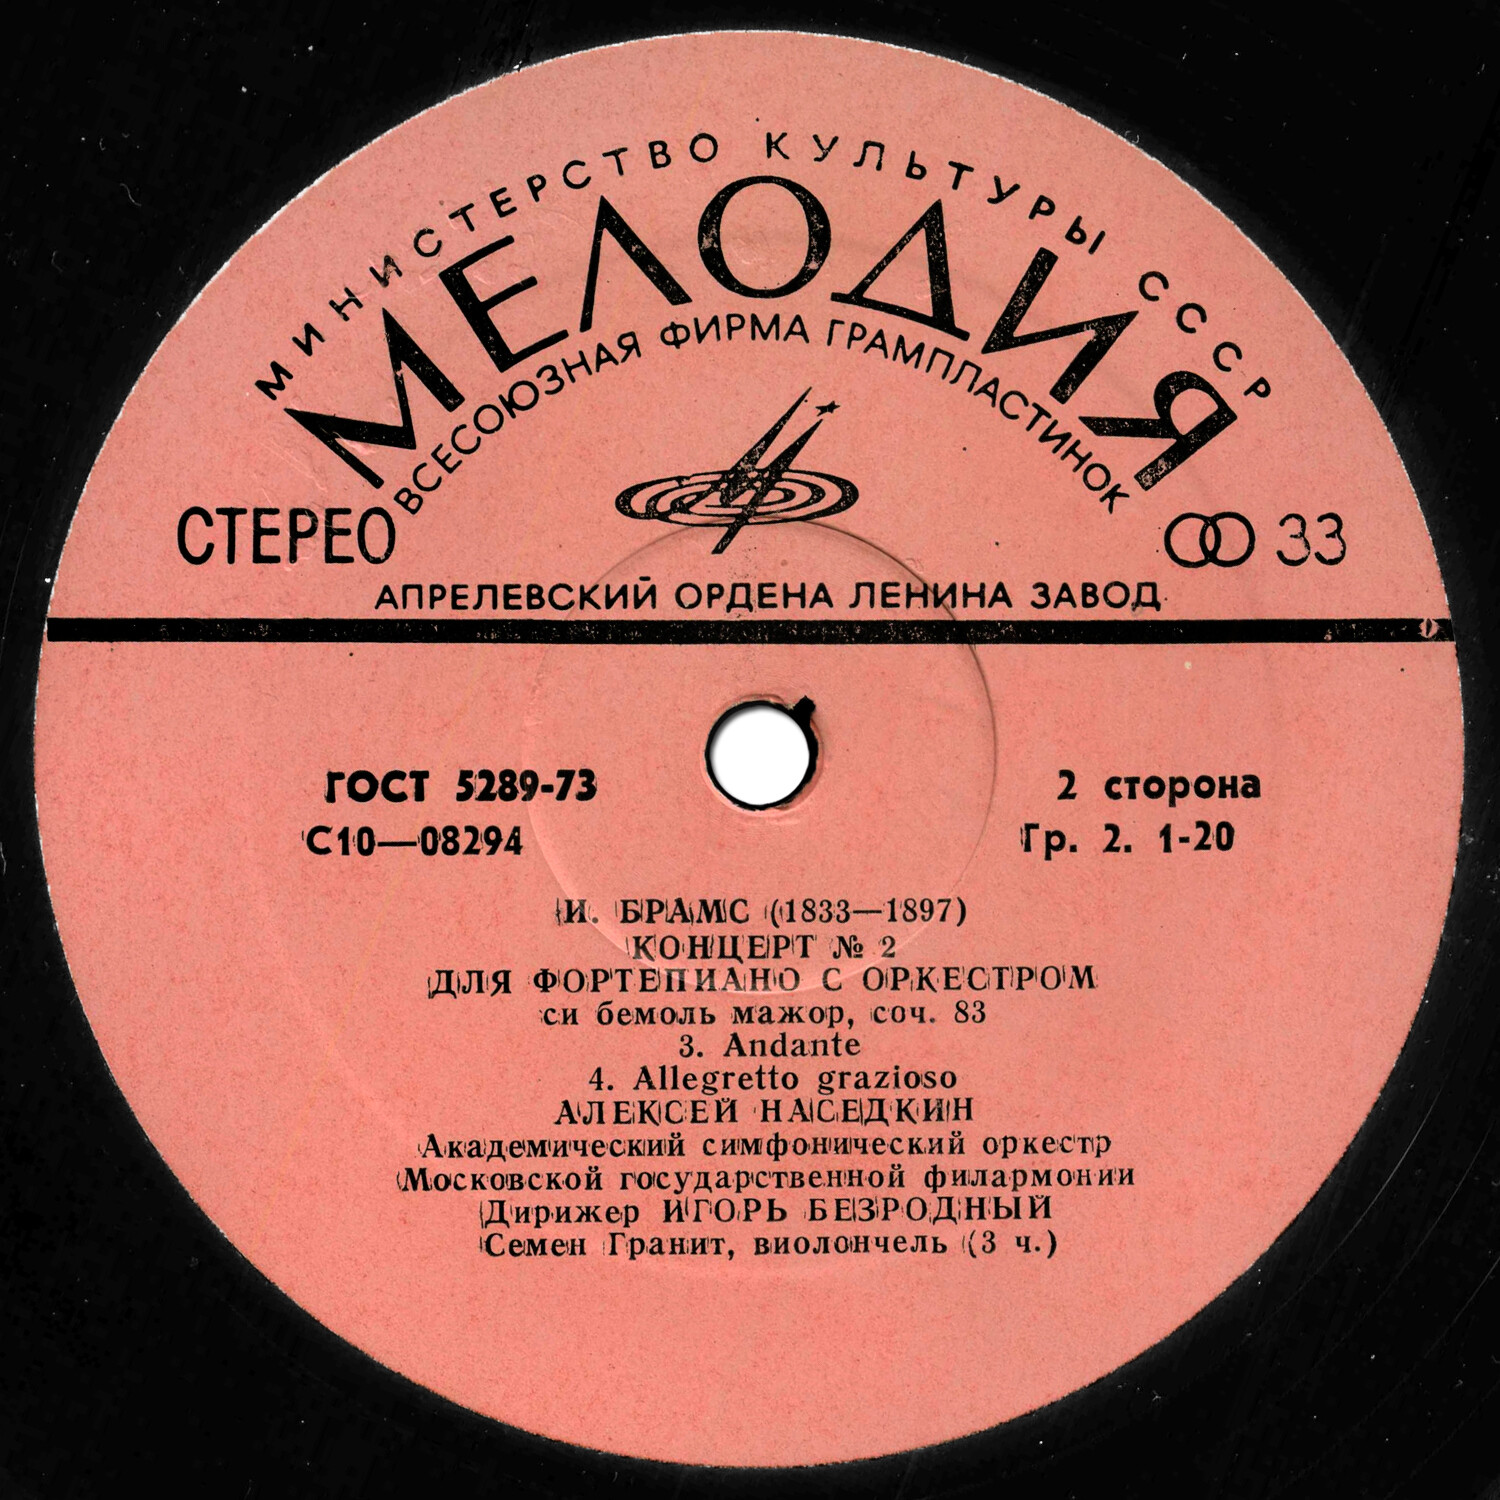 МИНИСТЕРСТВО КУЛЬТУРЫ СССР
МЕЛОДИЯ
ВСЕСОЮЗНАЯ ФИРМА ГРАМПЛАСТИНОК
СТЕРЕО
33
АПРЕЛЕВСКИЙ ОРДЕНА ЛЕНИНА ЗАВОД
ГОСТ 5289-73
2 сторона
С10—08294
Гр. 2. 1-20
И. БРАМС (1833—1897)
КОНЦЕРТ № 2
ДЛЯ ФОРТЕПИАНО С ОРКЕСТРОМ
си бемоль мажор, соч. 83
3. Andante
4. Allegretto grazioso
АЛЕКСЕЙ НАСЕДКИН
Академический симфонический оркестр
Московской государственной филармонии
Дирижер ИГОРЬ БЕЗРОДНЫЙ
Семен Гранит, виолончель (3 ч.)